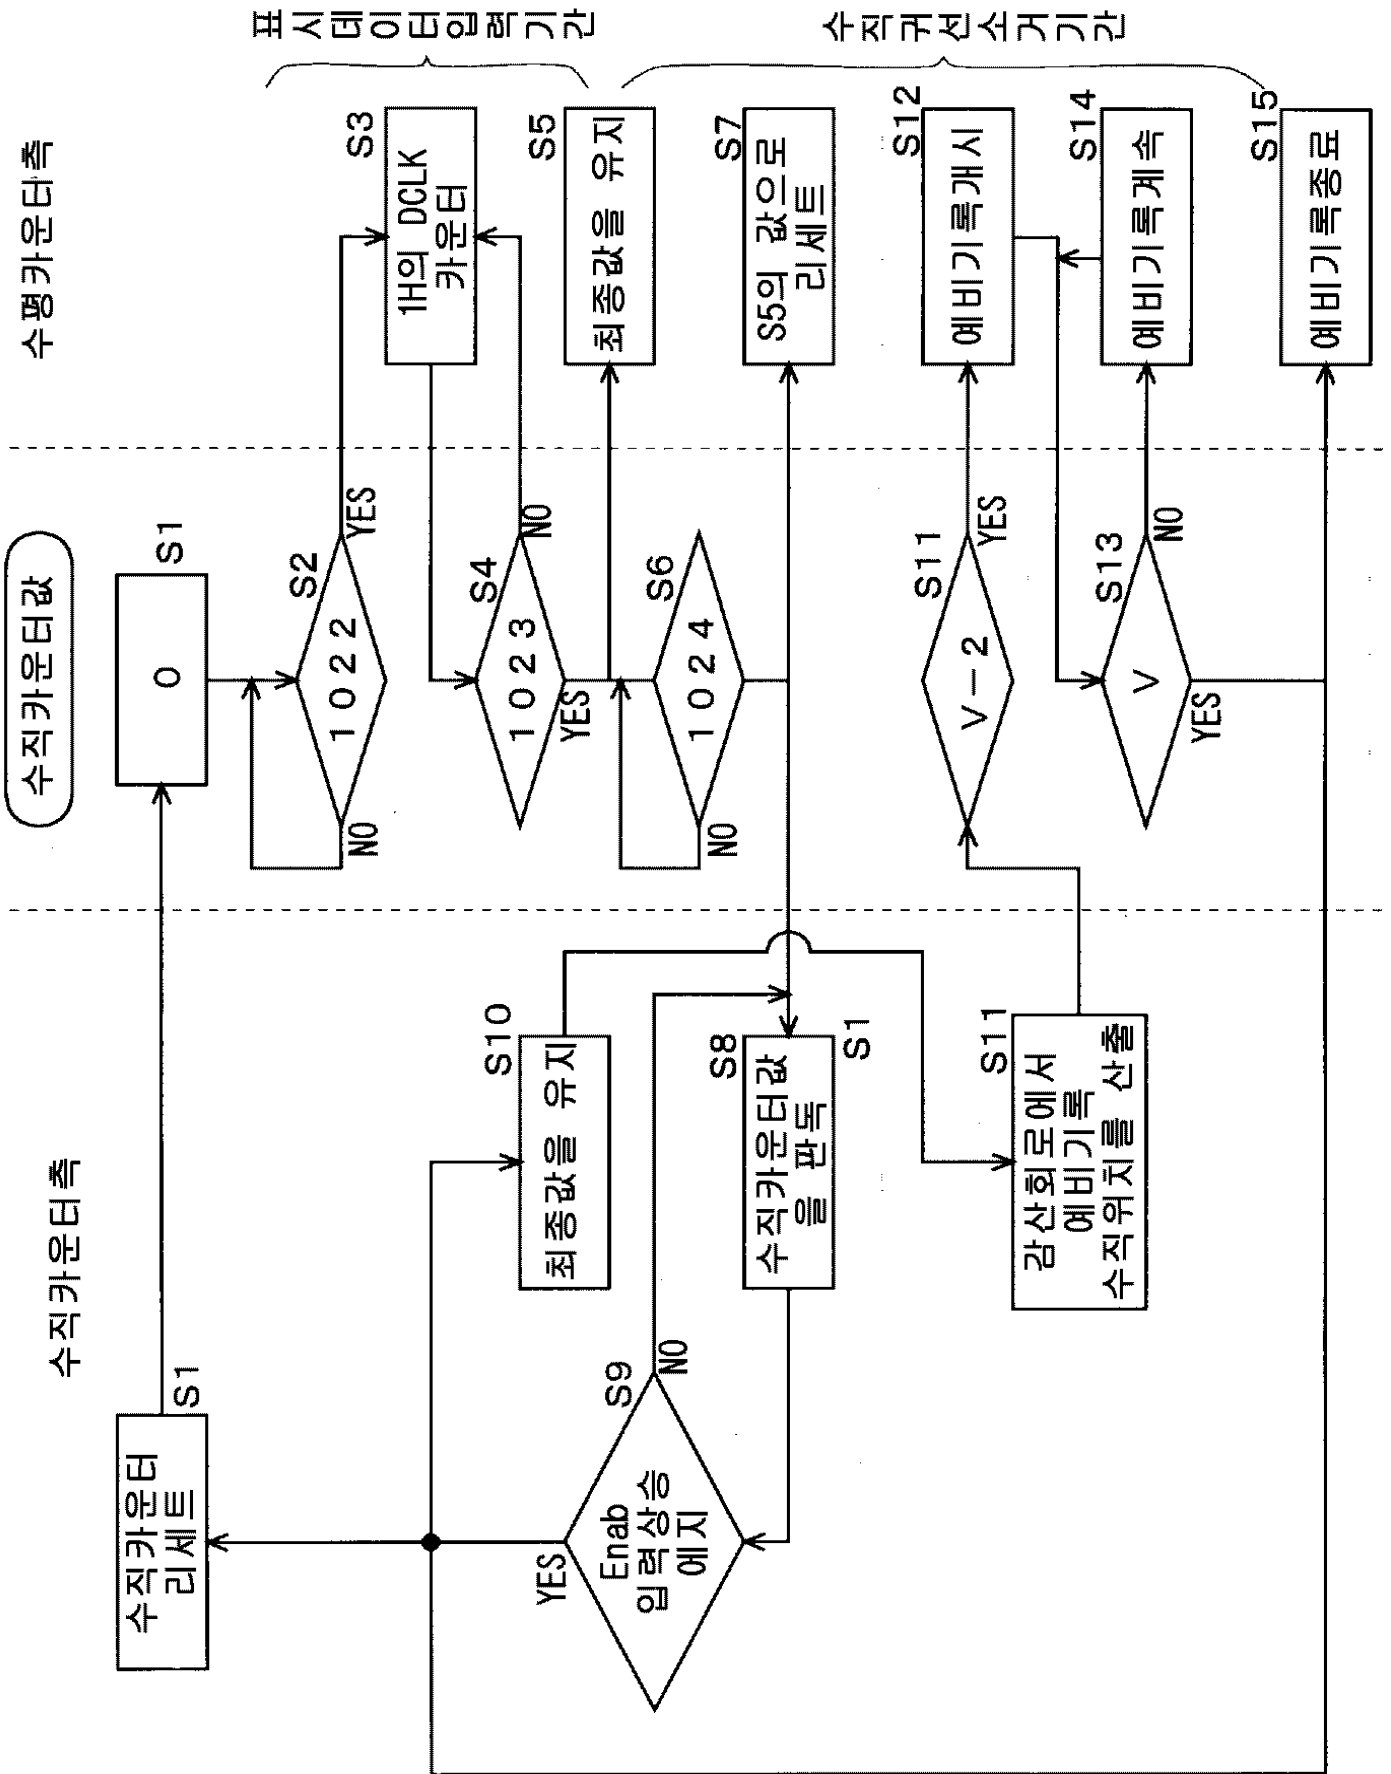 수직카운터측
수직카운터값
수평카운터측
수직카운터
리세트
S1
0
S1
1022
S2
YES
NO
1H의 DCLK
카운터
S3
표시데이터입력기간
1023
S4
NO
YES
최종값을 유지
S5
최종값을 유지
S10
Enab
입력상승
에지
S9
YES
NO
1024
S6
NO
수직카운터값
을 판독
S8
S1
S5의 값으로
리세트
S7
수직귀선소거기간
감산회로에서
예비기록
수직위치를 산출
S11
V-2
S11
YES
예비기록개시
S12
V
S13
NO
YES
예비기록계속
S14
예비기록종료
S15